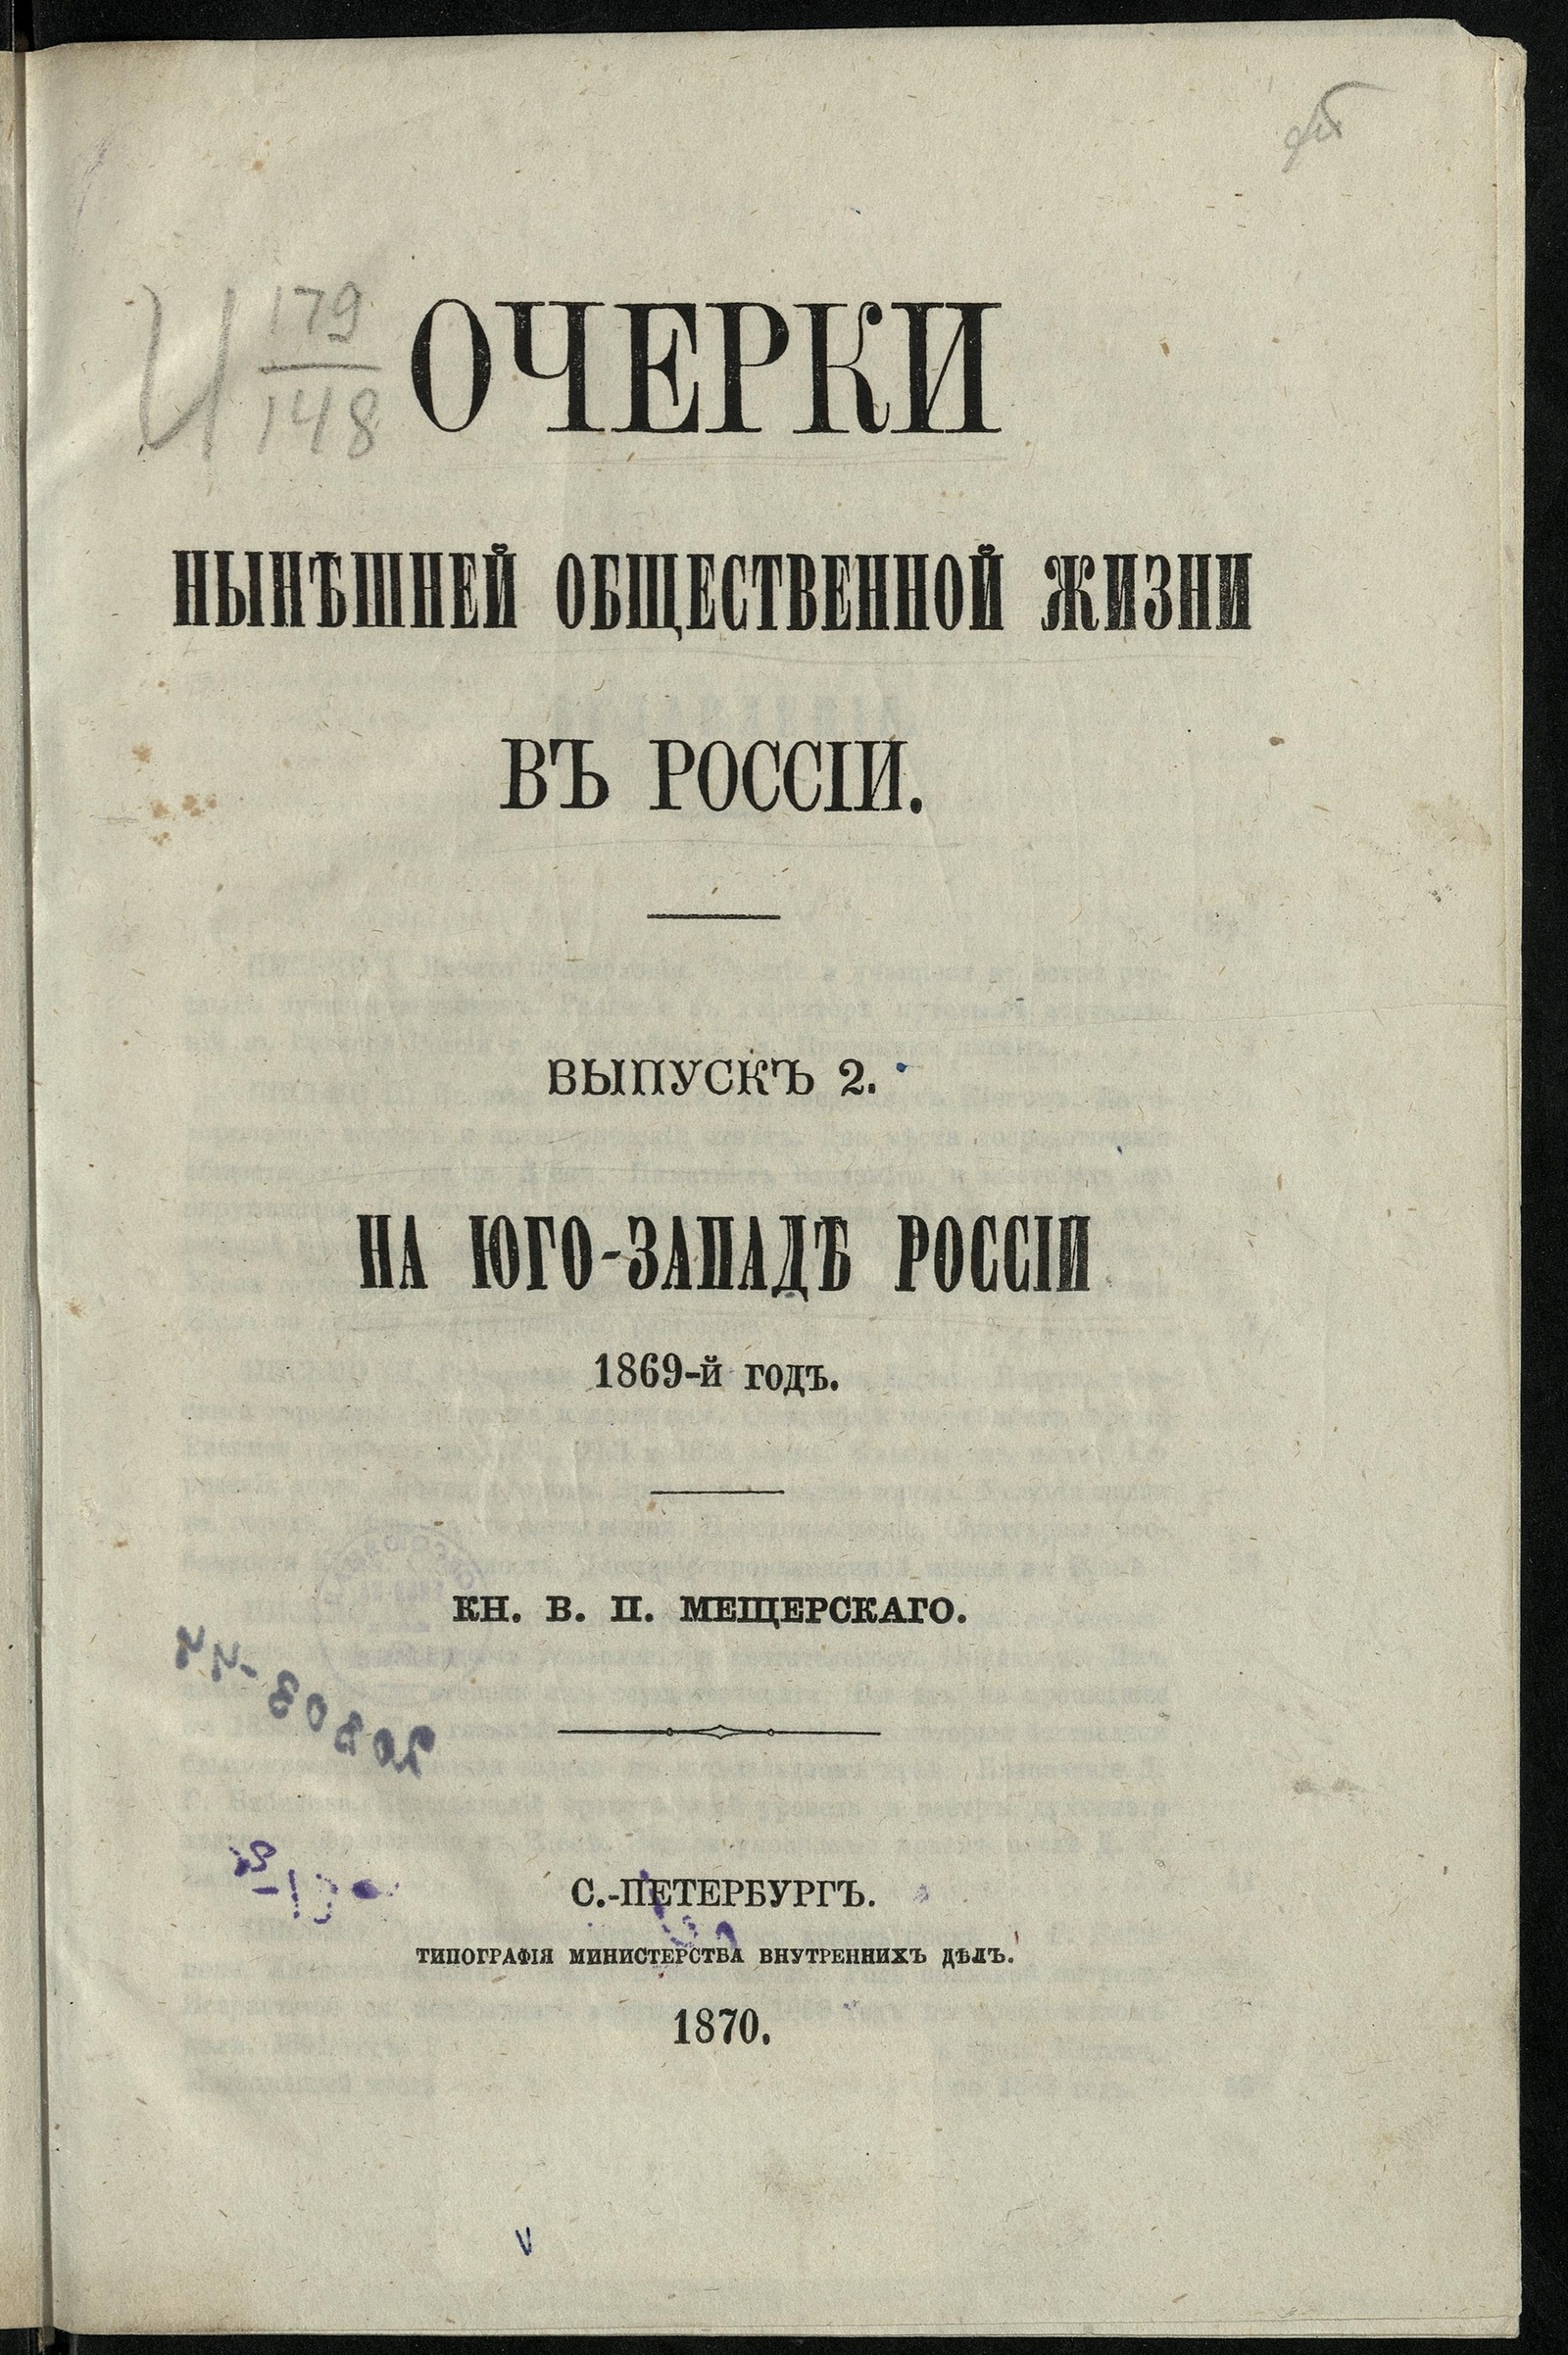 И 179
148
ОЧЕРКИ
НЫНѢШНЕЙ ОБЩЕСТВЕННОЙ ЖИЗНИ
ВЪ РОССІИ.
ВЫПУСКЪ 2.
НА ЮГО-ЗАПАДѢ РОССІИ
1869-й годъ.
КН. В. П. МЕЩЕРСКАГО.
С.-ПЕТЕРБУРГЪ.
ТИПОГРАФІЯ МИНИСТЕРСТВА ВНУТРЕННИХЪ ДѢЛЪ.
1870.